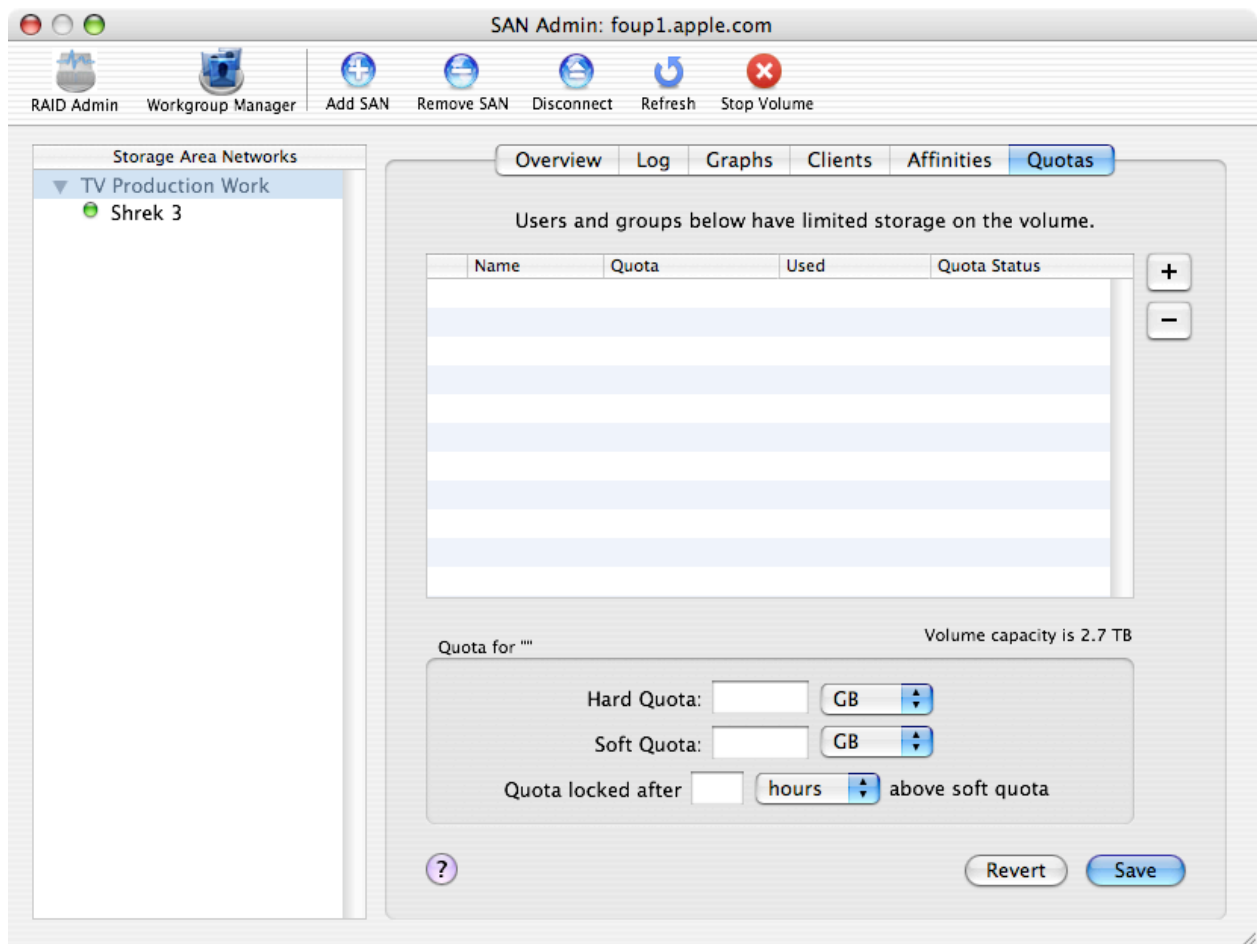 SAN Admin: foup1.apple.com
RAID Admin Workgroup Manager Add SAN Remove SAN Disconnect Refresh Stop Volume
Storage Area Networks
TV Production Work
Shrek 3
Overview Log Graphs Clients Affinities Quotas
Users and groups below have limited storage on the volume.
Name Quota Used Quota Status
+
−
Quota for ""
Volume capacity is 2.7 TB
Hard Quota: GB
Soft Quota: GB
Quota locked after hours above soft quota
? Revert Save